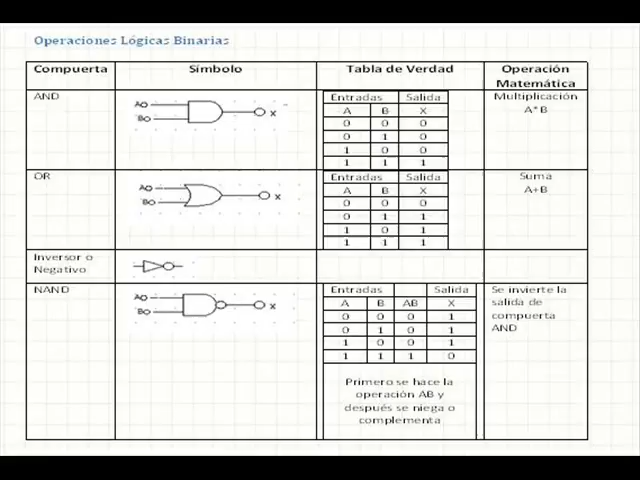 Operaciones Lógicas Binarias
Compuerta Símbolo Tabla de Verdad Operación Matemática
AND
A
B
X
Entradas Salida
A B X
0 0 0
0 1 0
1 0 0
1 1 1
Multiplicación
A*B
OR
A
B
X
Entradas Salida
A B X
0 0 0
0 1 1
1 0 1
1 1 1
Suma
A+B
Inversor o
Negativo
NAND
A
B
X
Entradas Salida
A B AB X
0 0 0 1
0 1 0 1
1 0 0 1
1 1 1 0
Primero se hace la
operación AB y
después se niega o
complementa
Se invierte la
salida de
compuerta
AND